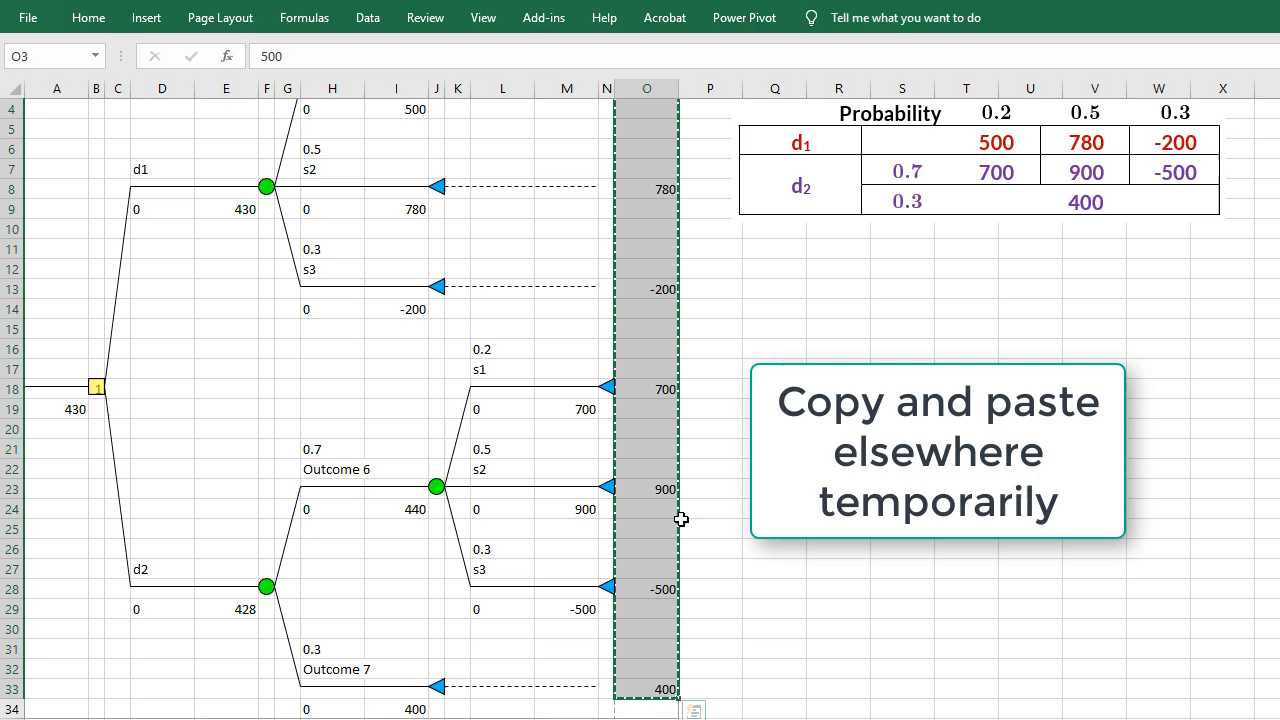 File Home Insert Page Layout Formulas Data Review View Add-ins Help Acrobat Power Pivot Tell me what you want to do
O3 fx 500
A B C D E F G H I J K L M N O P Q R S T U V W X
4 0 500
5
6 0.5
7 d1 s2
8 780
9 0 430 0 780
10
11 0.3
12 s3
13 -200
14 0 -200
15
16 0.2
17 s1
18 1 700
19 430 0 700
20
21 0.7 0.5
22 Outcome 6 s2
23 900
24 0 440 0 900
25
26 0.3
27 d2 s3
28 -500
29 0 428 0 -500
30
31 0.3
32 Outcome 7
33 400
34 0 400
Probability 0.2 0.5 0.3
d1 500 780 -200
d2 0.7 700 900 -500
0.3 400
Copy and paste
elsewhere
temporarily